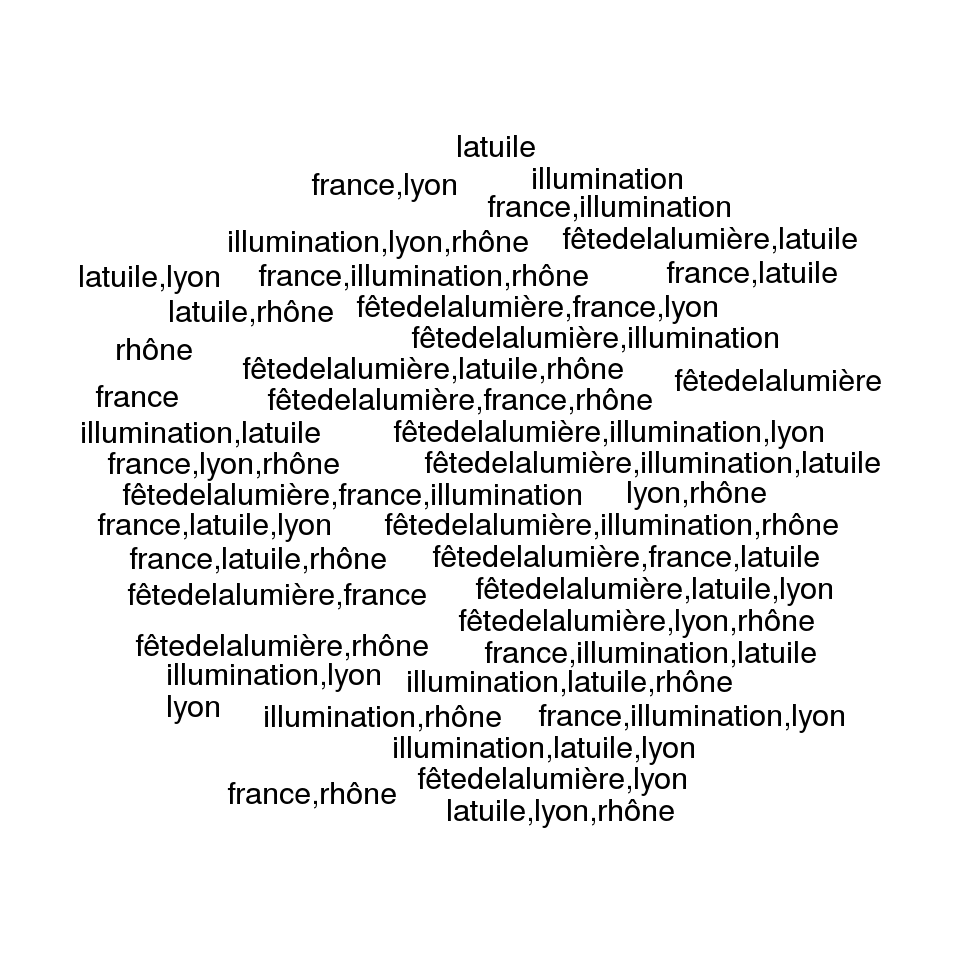 latuile
france,lyon
illumination
france,illumination
illumination,lyon,rhône
fêtedelalumière,latuile
latuile,lyon
france,illumination,rhône
france,latuile
latuile,rhône
fêtedelalumière,france,lyon
fêtedelalumière,illumination
rhône
fêtedelalumière,latuile,rhône
fêtedelalumière
france
fêtedelalumière,france,rhône
illumination,latuile
fêtedelalumière,illumination,lyon
france,lyon,rhône
fêtedelalumière,illumination,latuile
fêtedelalumière,france,illumination
lyon,rhône
france,latuile,lyon
fêtedelalumière,illumination,rhône
france,latuile,rhône
fêtedelalumière,france,latuile
fêtedelalumière,france
fêtedelalumière,latuile,lyon
fêtedelalumière,lyon,rhône
fêtedelalumière,rhône
france,illumination,latuile
illumination,lyon
illumination,latuile,rhône
lyon
illumination,rhône
france,illumination,lyon
illumination,latuile,lyon
fêtedelalumière,lyon
france,rhône
latuile,lyon,rhône